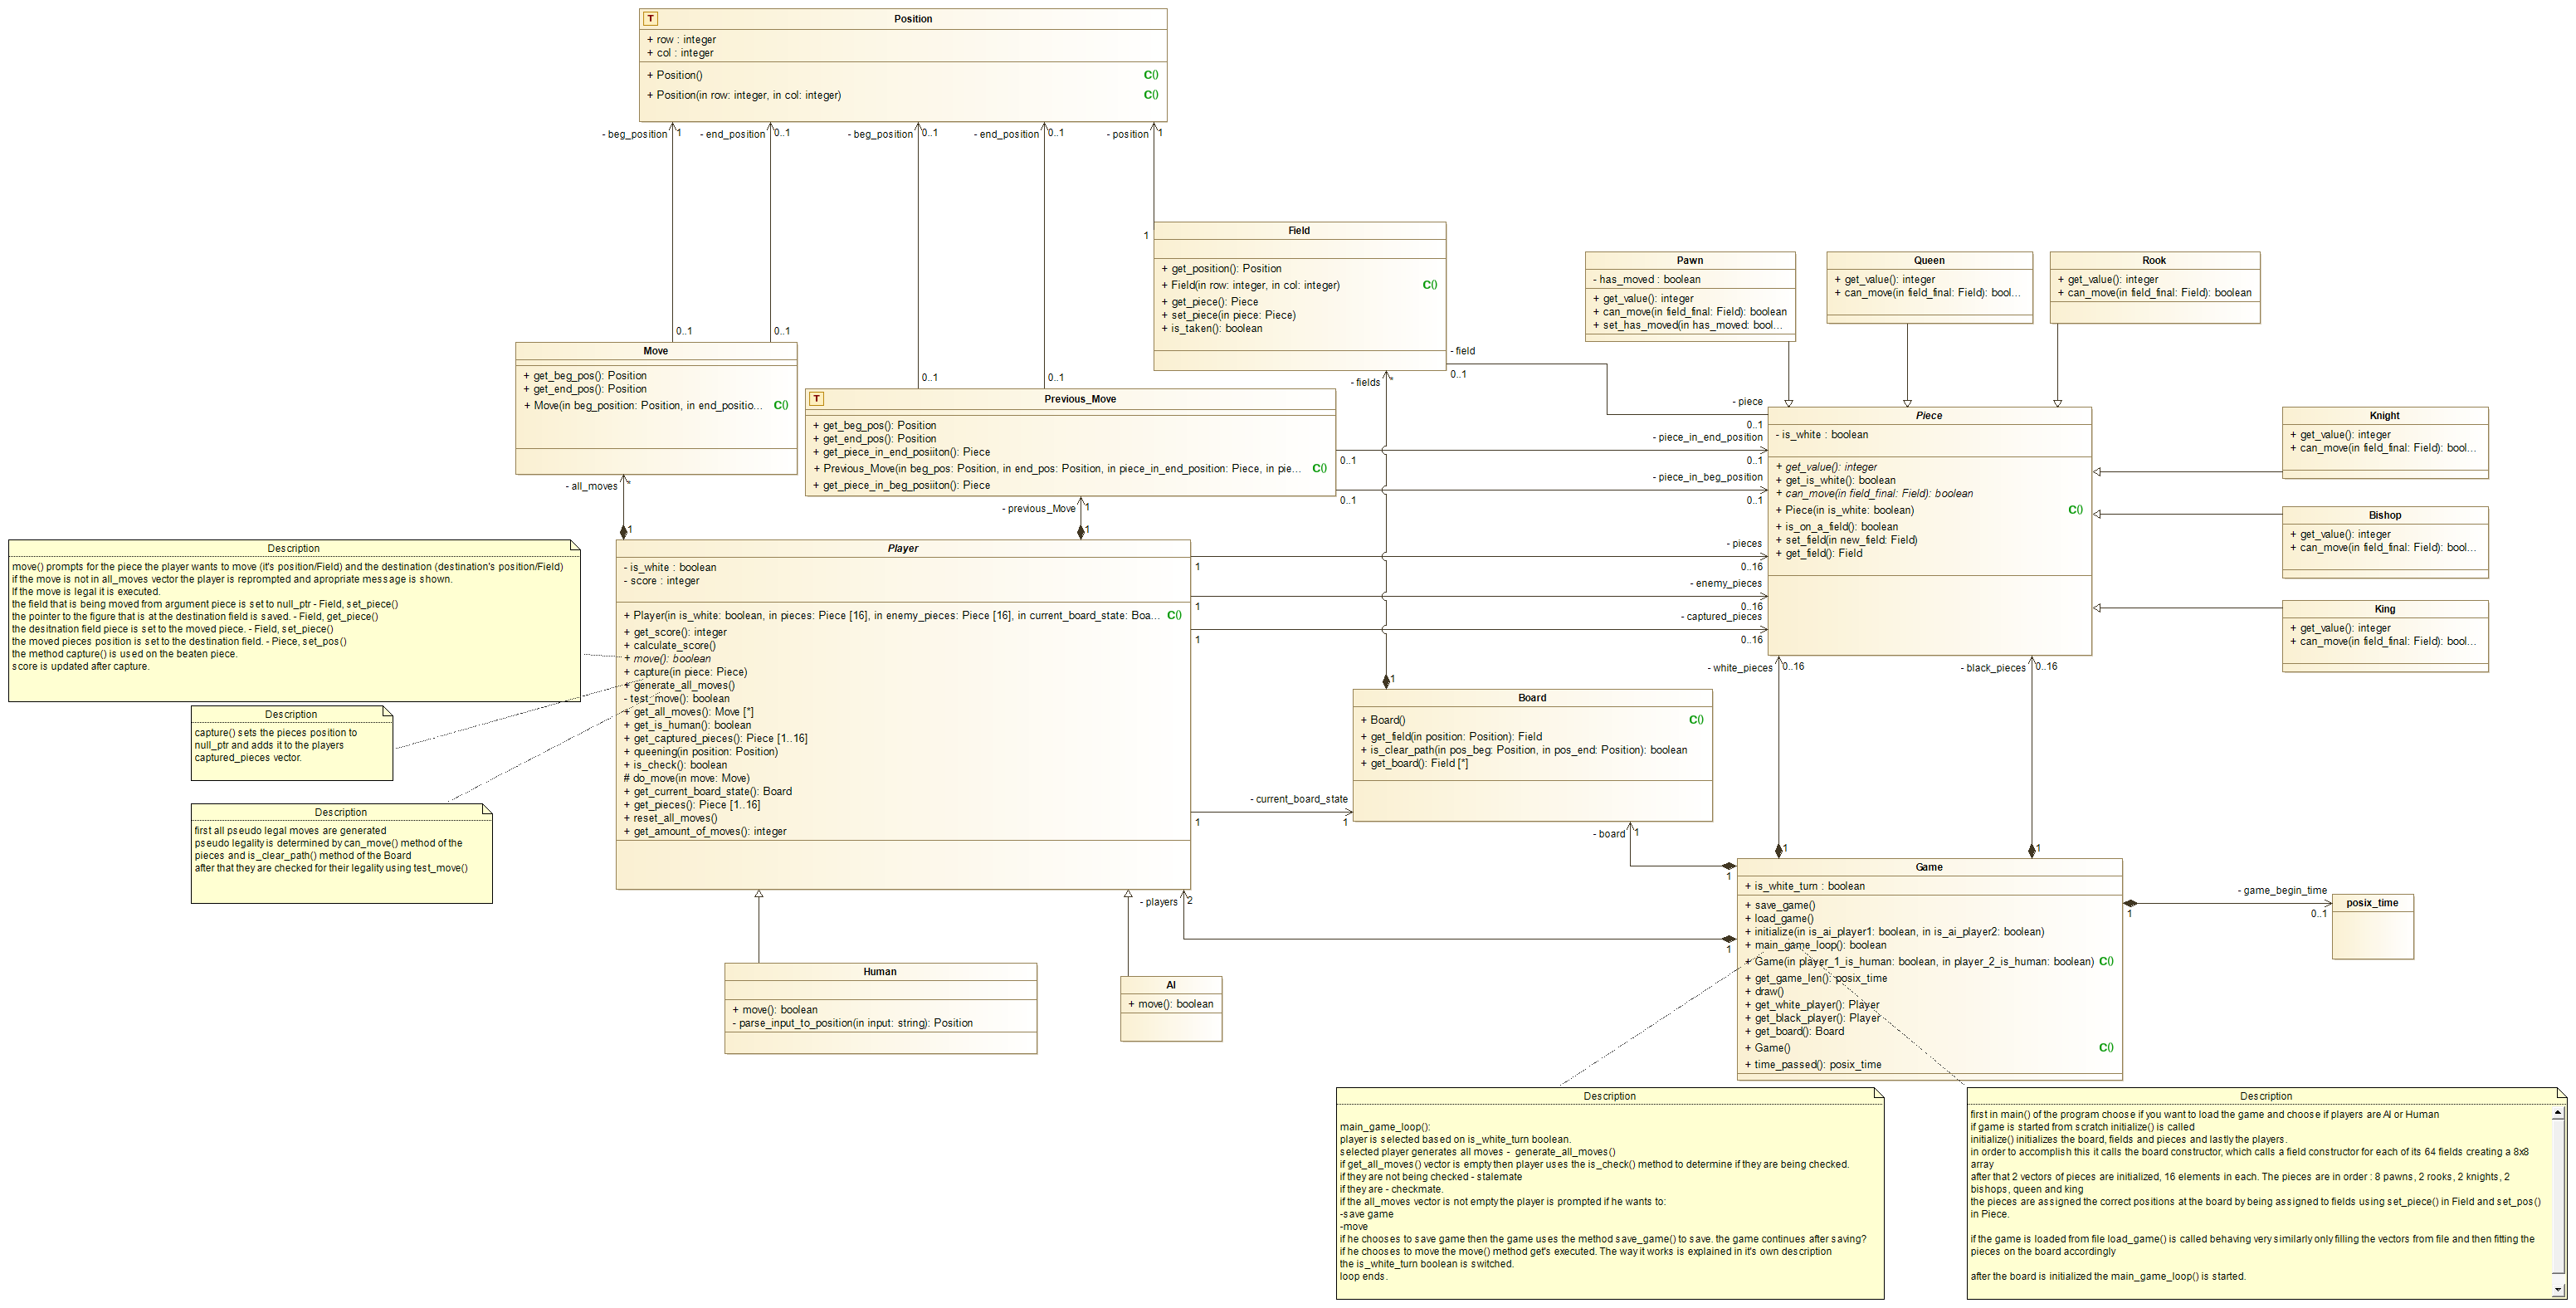 T
Position
+ row : integer
+ col : integer
+ Position() C()
+ Position(in row: integer, in col: integer) C()
- beg_position 1
- end_position 0..1
- beg_position 0..1
- end_position 0..1
- position 1
0..1
0..1
0..1
0..1
1
Field
+ get_position(): Position
+ Field(in row: integer, in col: integer) C()
+ get_piece(): Piece
+ set_piece(in piece: Piece)
+ is_taken(): boolean
- field
0..1
- fields *
Pawn
- has_moved : boolean
+ get_value(): integer
+ can_move(in field_final: Field): boolean
+ set_has_moved(in has_moved: bool...
Queen
+ get_value(): integer
+ can_move(in field_final: Field): bool...
Rook
+ get_value(): integer
+ can_move(in field_final: Field): boolean
Move
+ get_beg_pos(): Position
+ get_end_pos(): Position
+ Move(in beg_position: Position, in end_positio... C()
- all_moves *
1
T
Previous_Move
+ get_beg_pos(): Position
+ get_end_pos(): Position
+ get_piece_in_end_posiiton(): Piece
+ Previous_Move(in beg_pos: Position, in end_pos: Position, in piece_in_end_position: Piece, in pie... C()
+ get_piece_in_beg_posiiton(): Piece
- previous_Move 1
1
0..1
0..1
- piece
0..1
- piece_in_end_position
0..1
- piece_in_beg_position
0..1
- pieces
0..16
- enemy_pieces
0..16
- captured_pieces
0..16
Piece
- is_white : boolean
+ get_value(): integer
+ get_is_white(): boolean
+ can_move(in field_final: Field): boolean
+ Piece(in is_white: boolean) C()
+ is_on_a_field(): boolean
+ set_field(in new_field: Field)
+ get_field(): Field
Knight
+ get_value(): integer
+ can_move(in field_final: Field): bool...
Bishop
+ get_value(): integer
+ can_move(in field_final: Field): bool...
King
+ get_value(): integer
+ can_move(in field_final: Field): bool...
Description
move() prompts for the piece the player wants to move (it's position/Field) and the destination (destination's position/Field)
if the move is not in all_moves vector the player is reprompted and apropriate message is shown.
If the move is legal it is executed.
the field that is being moved from argument piece is set to null_ptr - Field, set_piece()
the pointer to the figure that is at the destination field is saved. - Field, get_piece()
the desitnation field piece is set to the moved piece. - Field, set_piece()
the moved pieces position is set to the destination field. - Piece, set_pos()
the method capture() is used on the beaten piece.
score is updated after capture.
Description
capture() sets the pieces position to
null_ptr and adds it to the players
captured_pieces vector.
Description
first all pseudo legal moves are generated
pseudo legality is determined by can_move() method of the
pieces and is_clear_path() method of the Board
after that they are checked for their legality using test_move()
Player
- is_white : boolean
- score : integer
+ Player(in is_white: boolean, in pieces: Piece [16], in enemy_pieces: Piece [16], in current_board_state: Boa... C()
+ get_score(): integer
+ calculate_score()
+ move(): boolean
+ capture(in piece: Piece)
+ generate_all_moves()
- test_move(): boolean
+ get_all_moves(): Move [*]
+ get_is_human(): boolean
+ get_captured_pieces(): Piece [1..16]
+ queening(in position: Position)
+ is_check(): boolean
# do_move(in move: Move)
+ get_current_board_state(): Board
+ get_pieces(): Piece [1..16]
+ reset_all_moves()
+ get_amount_of_moves(): integer
1
1
1
1
- current_board_state
1
- players 2
Board
+ Board() C()
+ get_field(in position: Position): Field
+ is_clear_path(in pos_beg: Position, in pos_end: Position): boolean
+ get_board(): Field [*]
1
- board 1
- white_pieces 0..16
- black_pieces 0..16
1
1
1
1
Game
+ is_white_turn : boolean
+ save_game()
+ load_game()
+ initialize(in is_ai_player1: boolean, in is_ai_player2: boolean)
+ main_game_loop(): boolean
+ Game(in player_1_is_human: boolean, in player_2_is_human: boolean) C()
+ get_game_len(): posix_time
+ draw()
+ get_white_player(): Player
+ get_black_player(): Player
+ get_board(): Board
+ Game() C()
+ time_passed(): posix_time
1
- game_begin_time
0..1
posix_time
Human
+ move(): boolean
- parse_input_to_position(in input: string): Position
AI
+ move(): boolean
Description
main_game_loop():
player is selected based on is_white_turn boolean.
selected player generates all moves - generate_all_moves()
if get_all_moves() vector is empty then player uses the is_check() method to determine if they are being checked.
if they are not being checked - stalemate
if they are - checkmate.
if the all_moves vector is not empty the player is prompted if he wants to:
-save game
-move
if he chooses to save game then the game uses the method save_game() to save. the game continues after saving?
if he chooses to move the move() method get's executed. The way it works is explained in it's own description
the is_white_turn boolean is switched.
loop ends.
Description
first in main() of the program choose if you want to load the game and choose if players are AI or Human
if game is started from scratch initialize() is called
initialize() initializes the board, fields and pieces and lastly the players.
in order to accomplish this it calls the board constructor, which calls a field constructor for each of its 64 fields creating a 8x8
array
after that 2 vectors of pieces are initialized, 16 elements in each. The pieces are in order : 8 pawns, 2 rooks, 2 knights, 2
bishops, queen and king
the pieces are assigned the correct positions at the board by being assigned to fields using set_piece() in Field and set_pos()
in Piece.
if the game is loaded from file load_game() is called behaving very similarly only filling the vectors from file and then fitting the
pieces on the board accordingly
after the board is initialized the main_game_loop() is started.